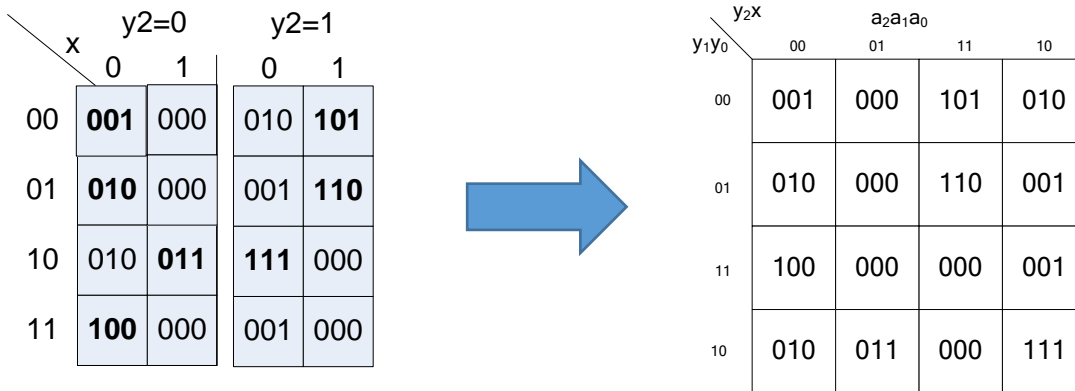 y2=0 y2=1
x
0 1 0 1
00 001 000 010 101
01 010 000 001 110
10 010 011 111 000
11 100 000 001 000
y₂x a₂a₁a₀
y₁y₀ 00 01 11 10
00 001 000 101 010
01 010 000 110 001
11 100 000 000 001
10 010 011 000 111